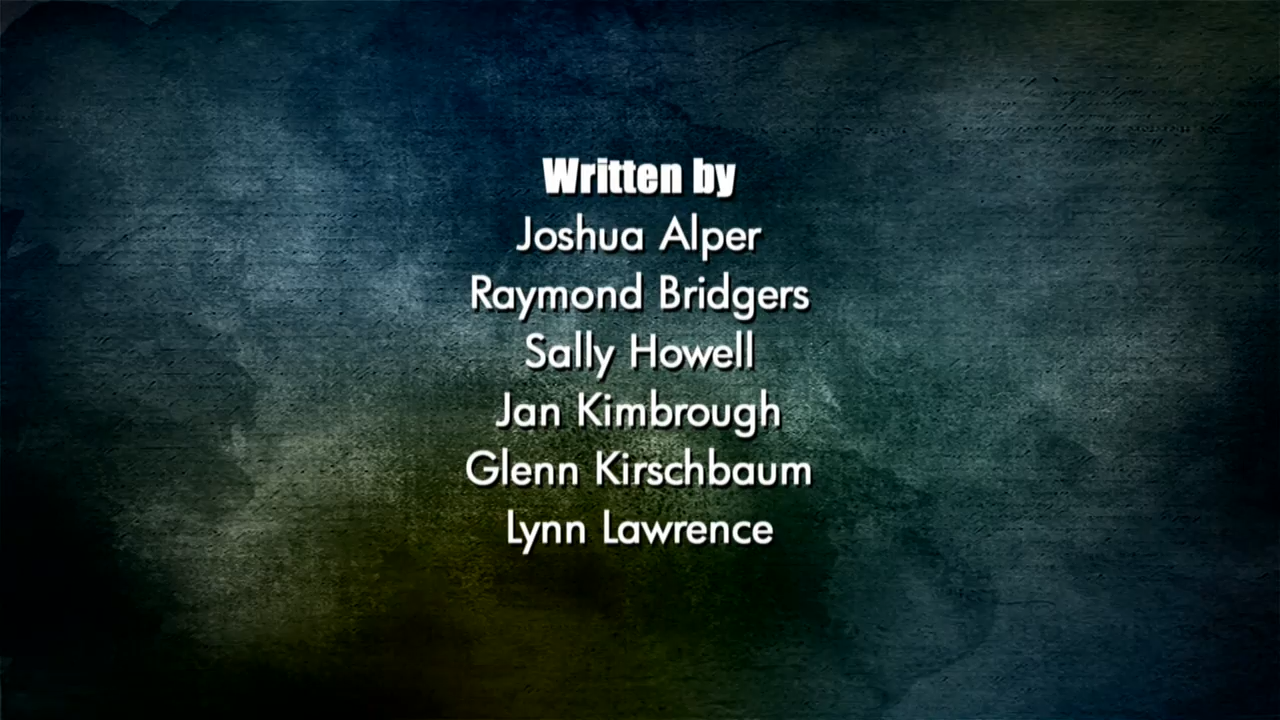 Written by
Joshua Alper
Raymond Bridgers
Sally Howell
Jan Kimbrough
Glenn Kirschbaum
Lynn Lawrence